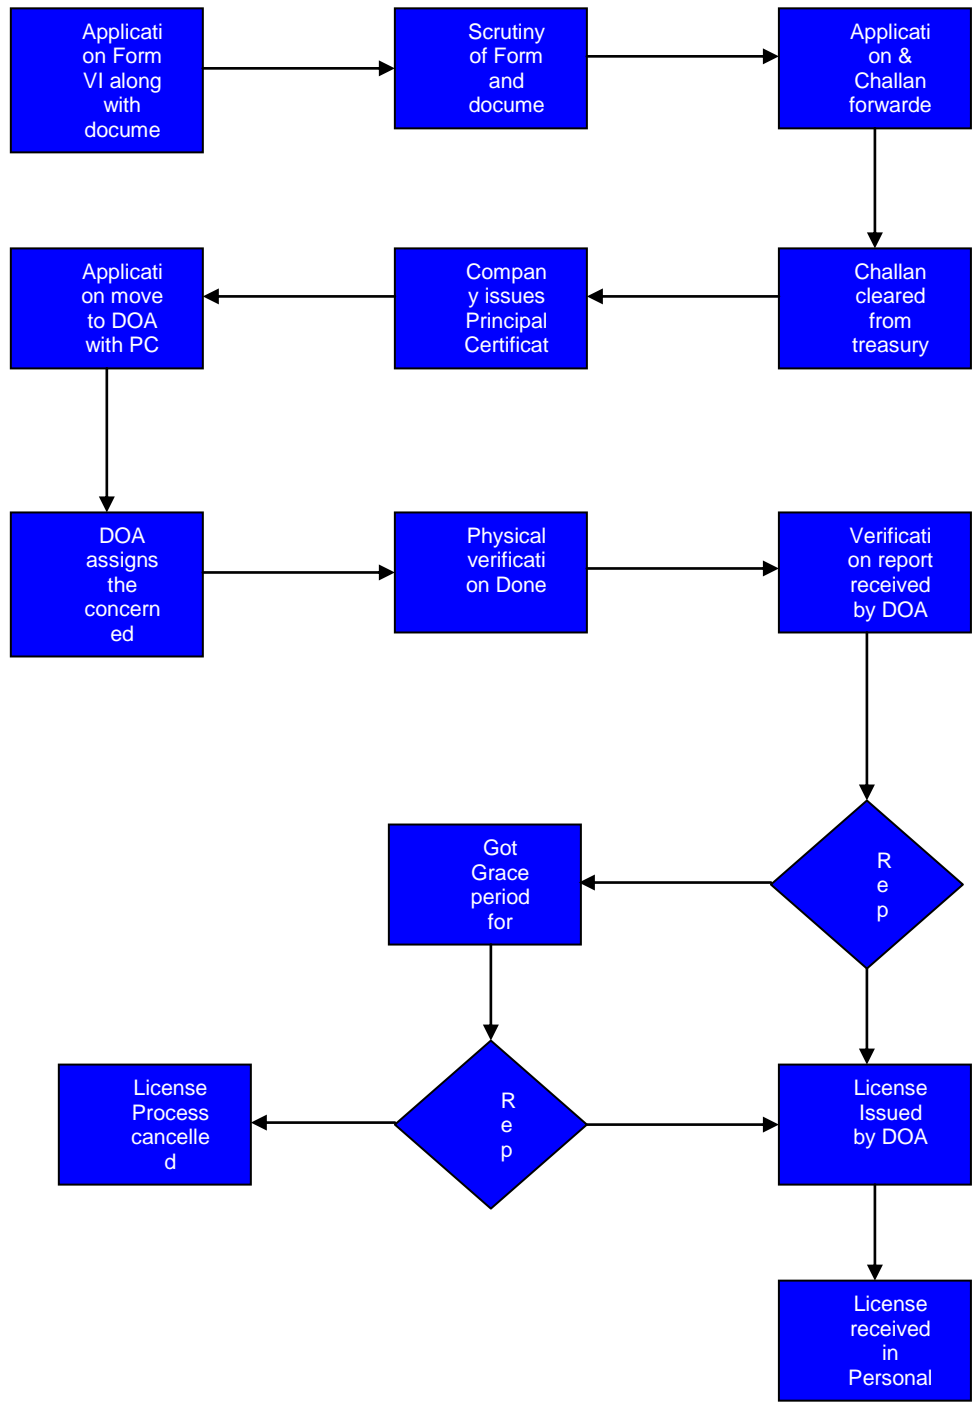 Applicati
on Form
VI along
with
docume
Scrutiny
of Form
and
docume
Applicati
on &
Challan
forwarde
Challan
cleared
from
treasury
Compan
y issues
Principal
Certificat
Applicati
on move
to DOA
with PC
DOA
assigns
the
concern
ed
Physical
verificati
on Done
Verificati
on report
received
by DOA
R
e
p
Got
Grace
period
for
R
e
p
License
Process
cancelle
d
License
Issued
by DOA
License
received
in
Personal